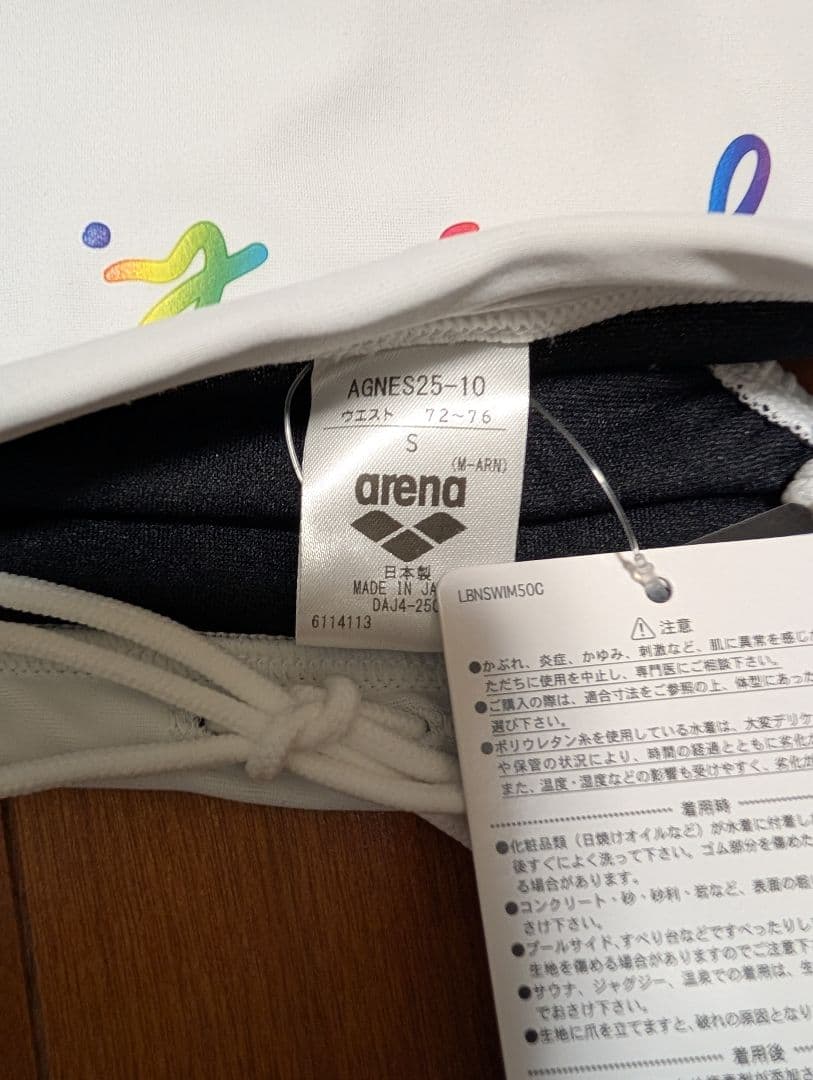 AGNES25-10
ウエスト 72~76
S
(M-ARN)
arena
日本製
MADE IN JA
DAJ4-250
6114113
LBNSWIM50C
注意
●かぶれ、炎症、かゆみ、刺激など、肌に異常を感じ
ただちに使用を中止し、専門医にご相談下さい。
●ご購入の際は、適合寸法をご参照の上、体型にあった
選び下さい。
●ポリウレタン糸を使用している水着は、大変デリケ
や保管の状況により、時間の経過とともに劣化
また、温度・湿度などの影響も受けやすく、劣化が
着用時
●化粧品類（日焼けオイルなど）が水着に付着し
後すぐによく洗って下さい。ゴム部分を傷めた
る場合があります。
●コンクリート・砂・砂利・岩など、表面の粗
さけ下さい。
●プールサイド、すべり台などですべったりし
生地を傷める場合がありますのでご注意下
●サウナ、ジャグジー、温泉での着用は、生
でおさけ下さい。
●生地に爪を立てますと、破れの原因となり
着用後